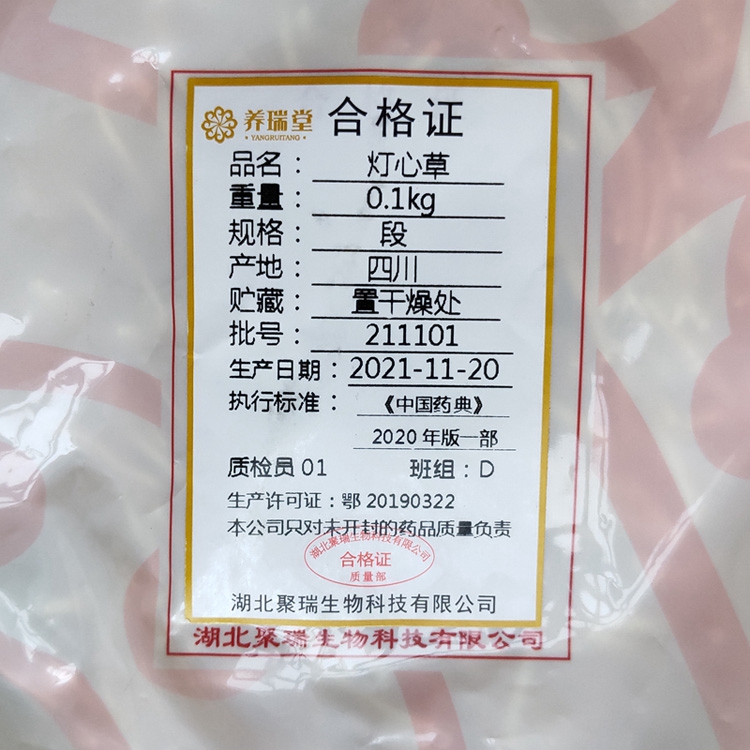 养瑞堂
·YANGRUITANG·
合格证
品名：灯心草
重量：0.1kg
规格：段
产地：四川
贮藏：置干燥处
批号：211101
生产日期：2021-11-20
执行标准：《中国药典》
2020年版一部
质检员01 班组：D
生产许可证：鄂 20190322
本公司只对未开封的药品质量负责
湖北聚瑞生物科技有限公司
合格证
质量部
湖北聚瑞生物科技有限公司
湖北聚瑞生物科技有限公司